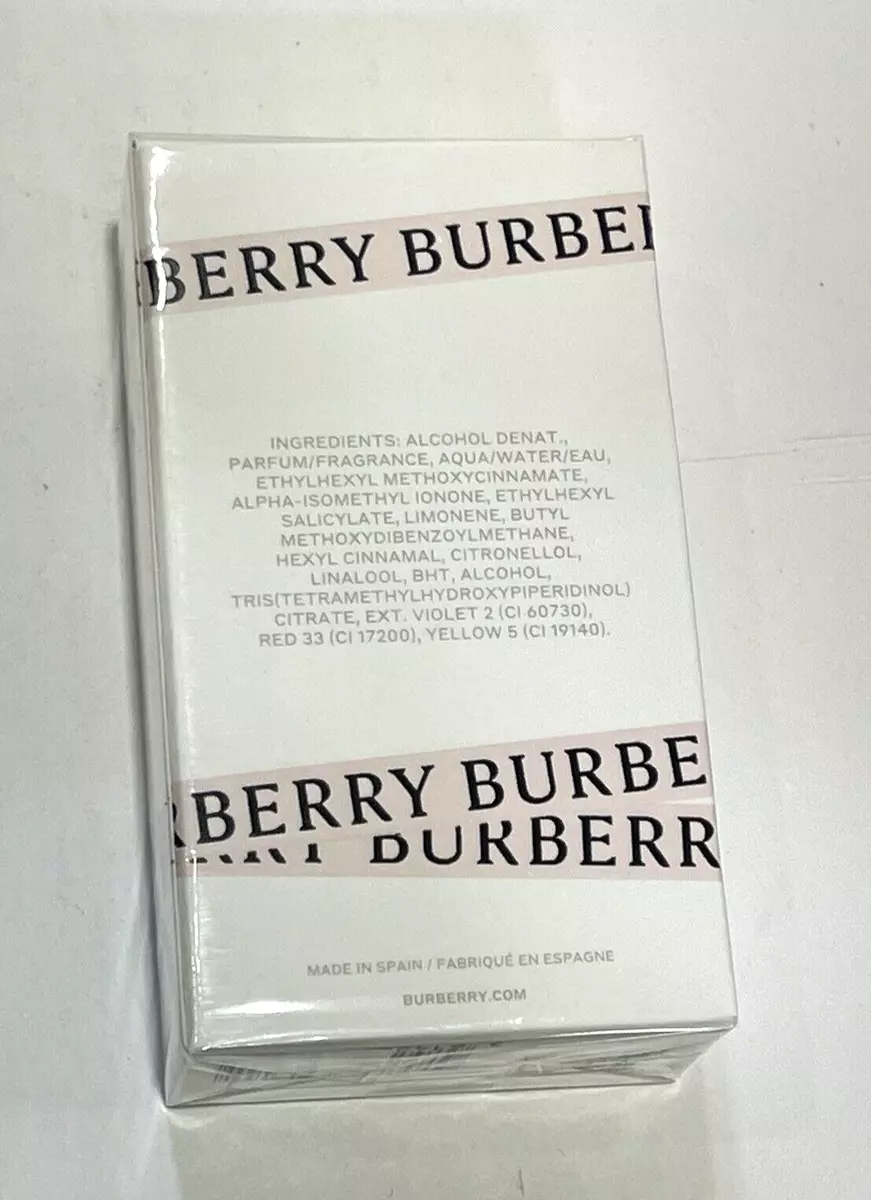 BERRY BURBE
INGREDIENTS: ALCOHOL DENAT.,
PARFUM/FRAGRANCE, AQUA/WATER/EAU,
ETHYLHEXYL METHOXYCINNAMATE,
ALPHA-ISOMETHYL IONONE, ETHYLHEXYL
SALICYLATE, LIMONENE, BUTYL
METHOXYDIBENZOYLMETHANE,
HEXYL CINNAMAL, CITRONELLOL,
LINALOOL, BHT, ALCOHOL,
TRIS(TETRAMETHYLHYDROXYPIPERIDINOL)
CITRATE, EXT. VIOLET 2 (CI 60730),
RED 33 (CI 17200), YELLOW 5 (CI 19140).
RBERRY BURBE
BURBERR
MADE IN SPAIN / FABRIQUÉ EN ESPAGNE
BURBERRY.COM